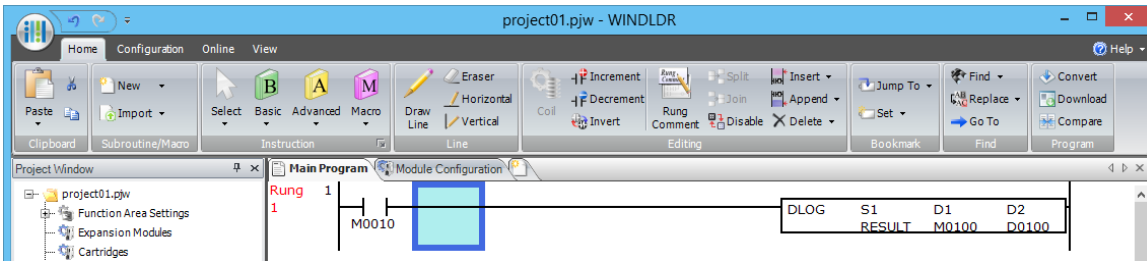 project01.pjw - WINDLDR
Home Configuration Online View Help
New Eraser Increment Split Insert Jump To Find Convert
Paste Import Select Basic Advanced Macro Draw Line Horizontal Coil Decrement Rung Comment Join Append Set Replace Download
Vertical Invert Disable Delete Go To Compare
Clipboard Subroutine/Macro Instruction Line Editing Bookmark Find Program
Project Window Main Program Module Configuration
project01.pjw Rung 1
Function Area Settings 1 DLOG S1 D1 D2
M0010 RESULT M0100 D0100
Expansion Modules
Cartridges